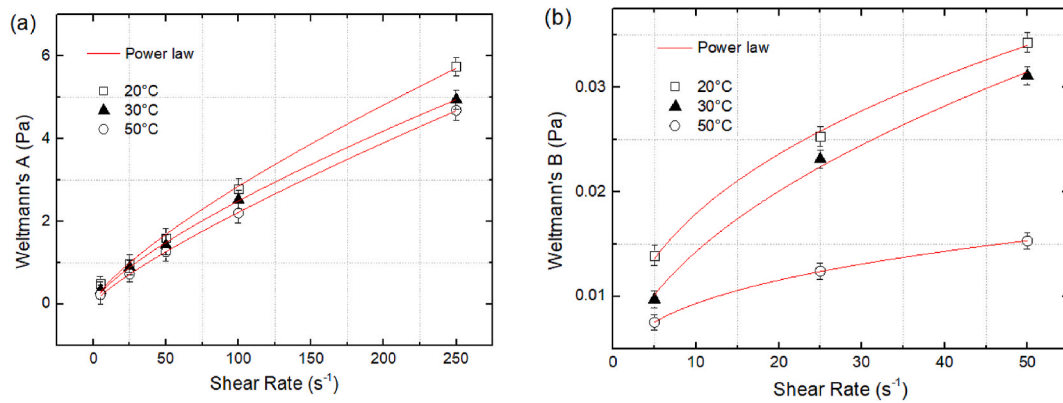 (a)
Power law
20°C
30°C
50°C
6
4
2
0
Weltmann's A (Pa)
0 50 100 150 200 250
Shear Rate (s⁻¹)
(b)
Power law
20°C
30°C
50°C
0.03
0.02
0.01
Weltmann's B (Pa)
0 10 20 30 40 50
Shear Rate (s⁻¹)